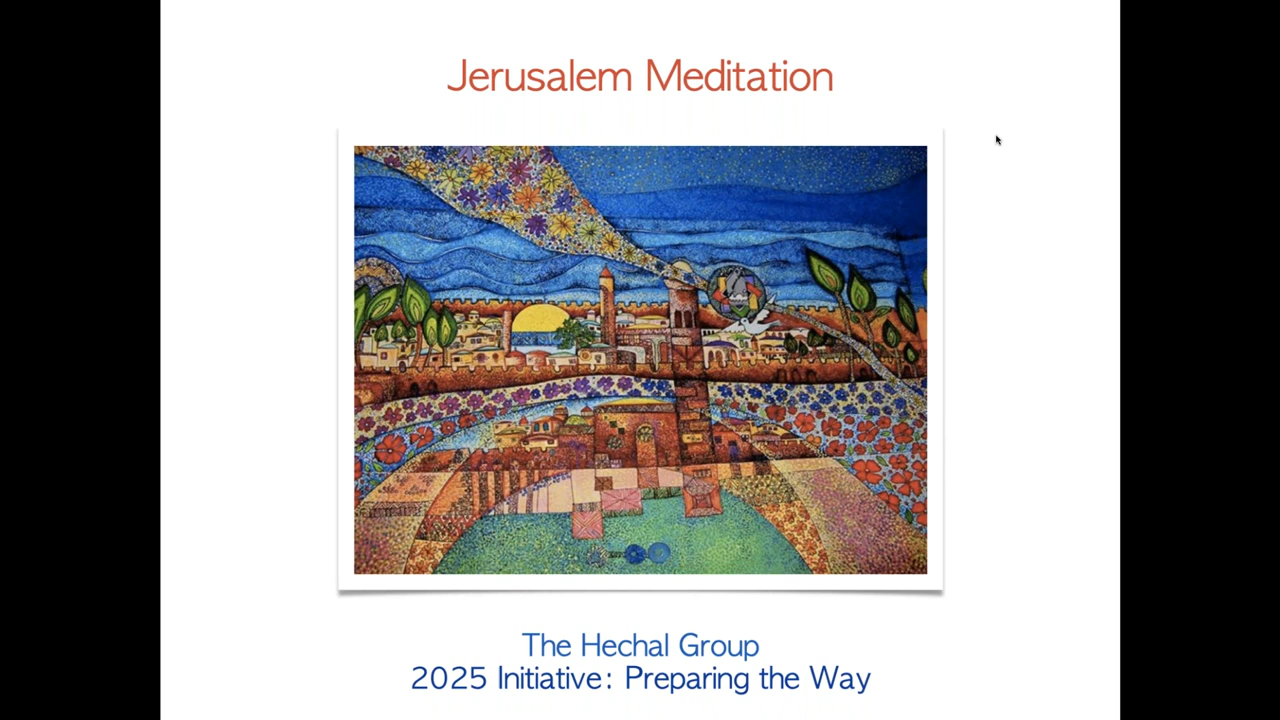 Jerusalem Meditation
The Hechal Group
2025 Initiative: Preparing the Way